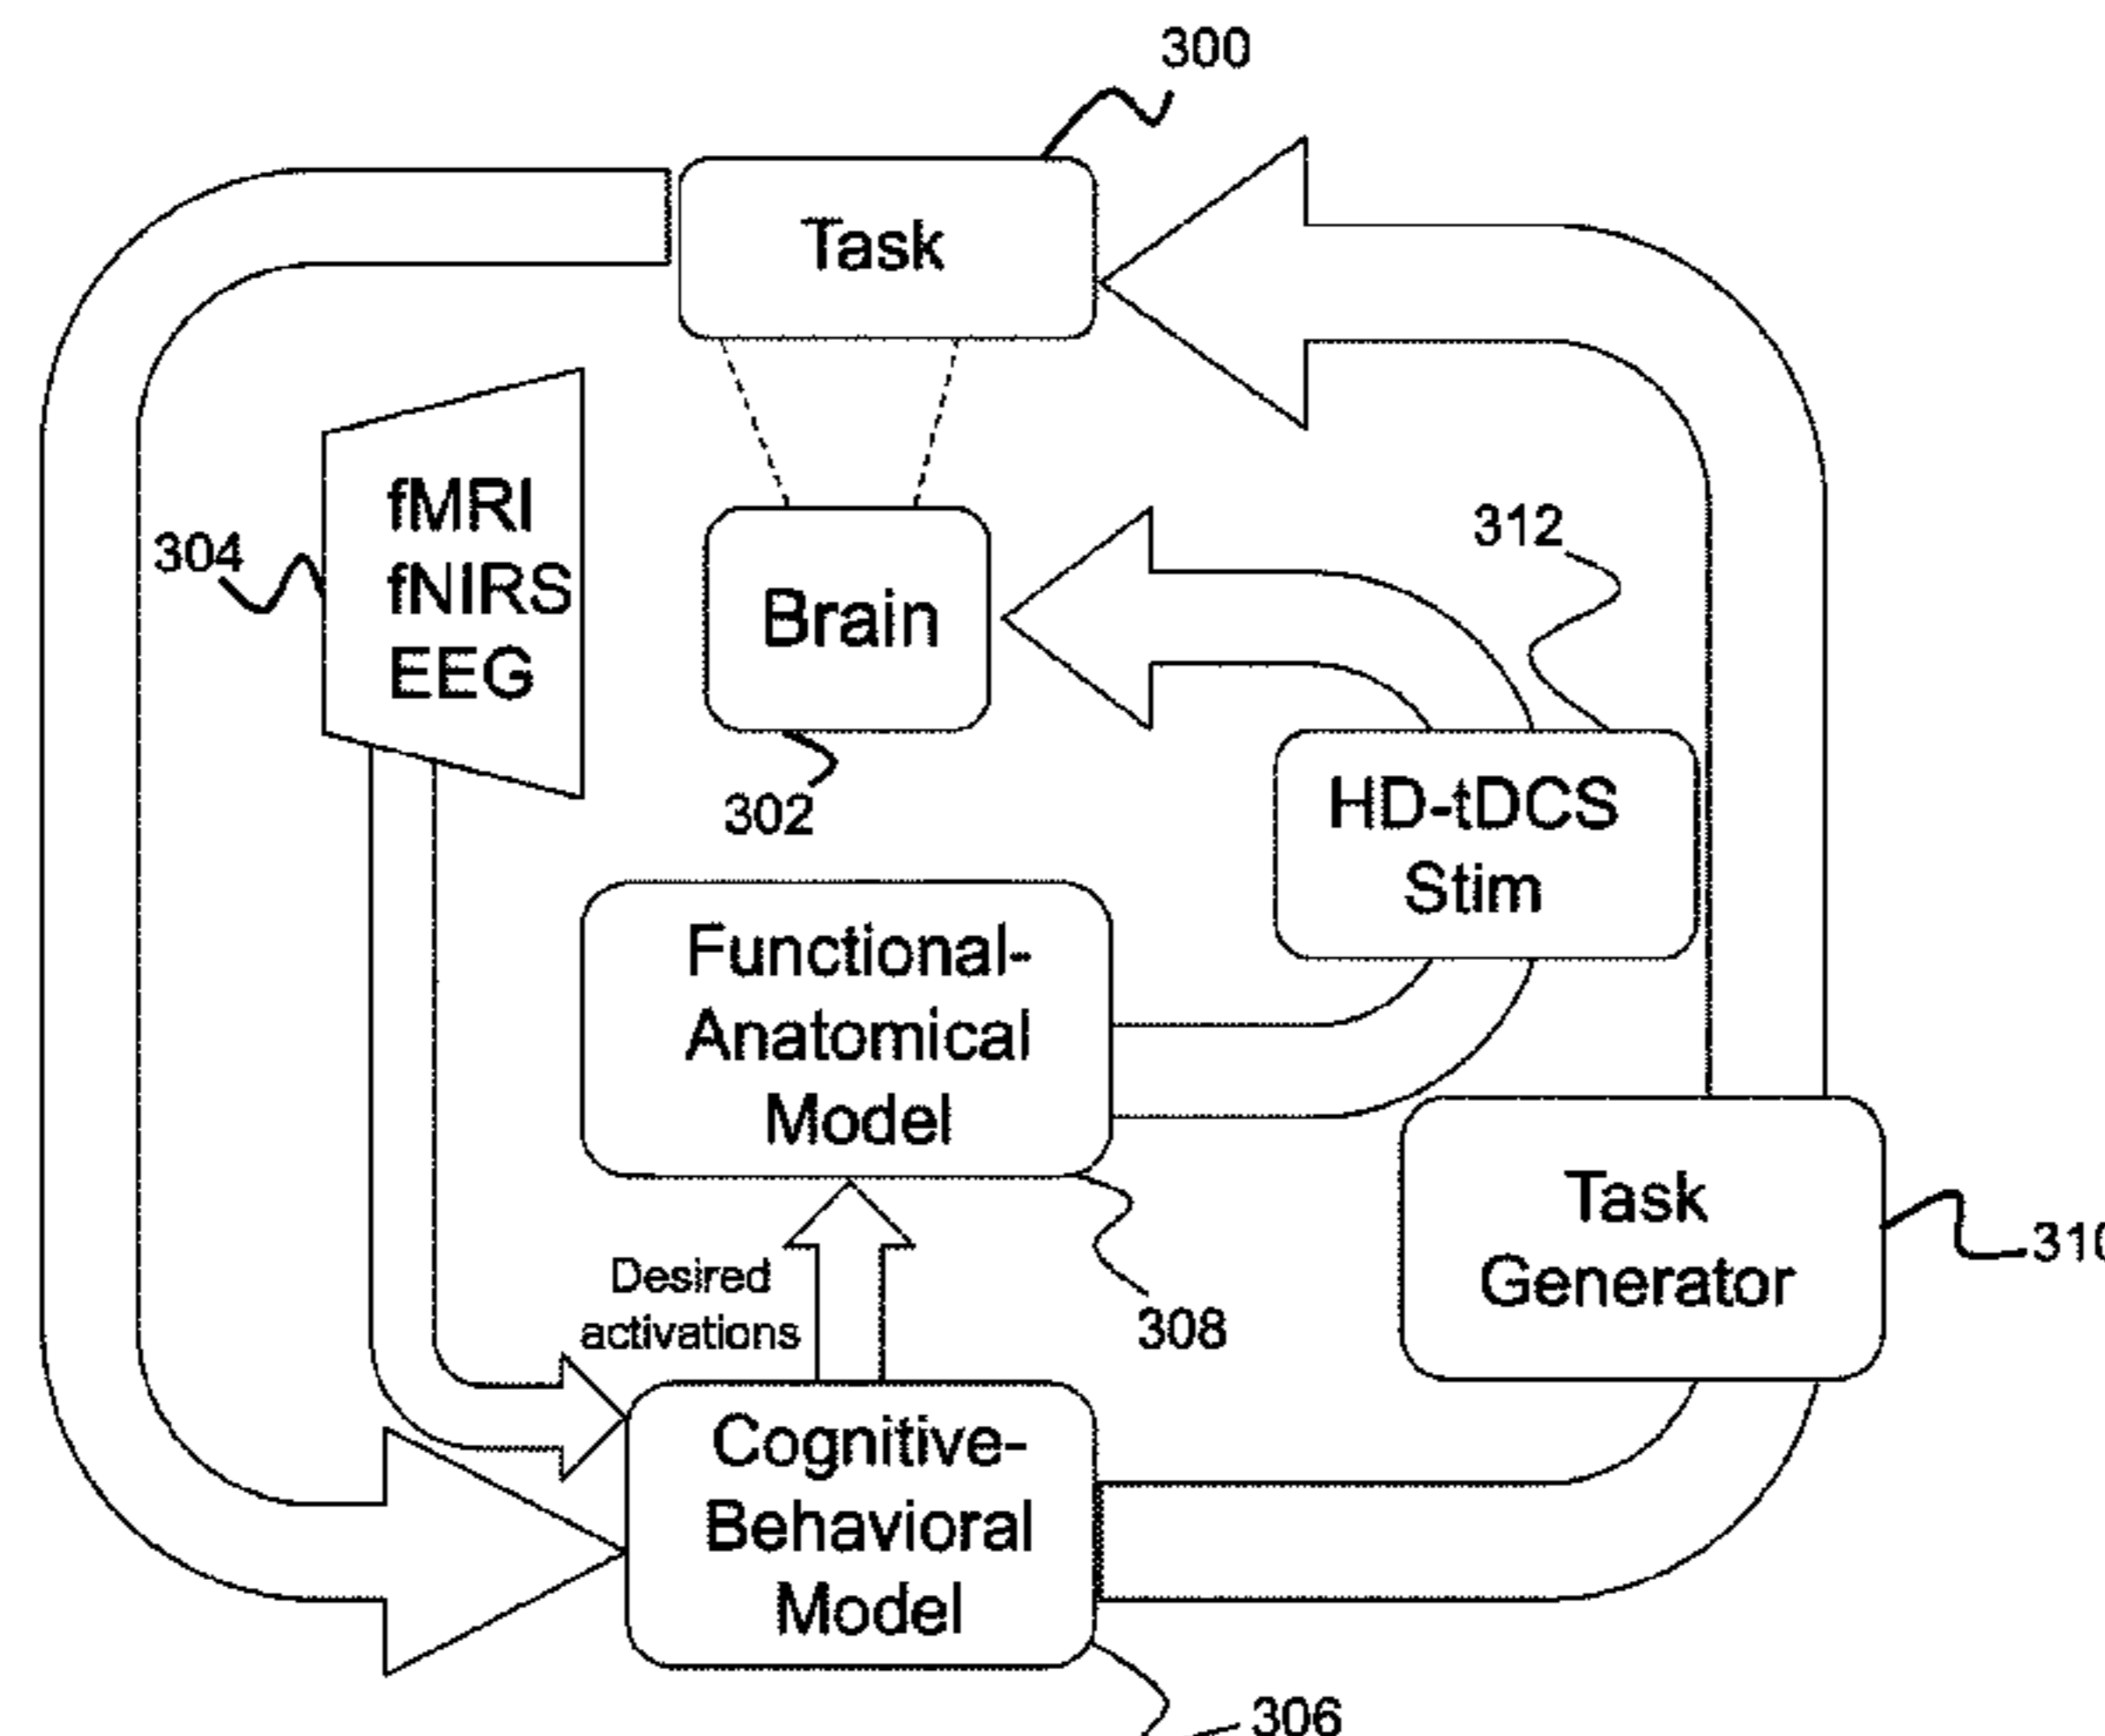 300
Task
fMRI
fNIRS
EEG
304
Brain
302
312
HD-tDCS
Stim
Functional-
Anatomical
Model
308
Task
Generator
310
Desired
activations
Cognitive-
Behavioral
Model
306